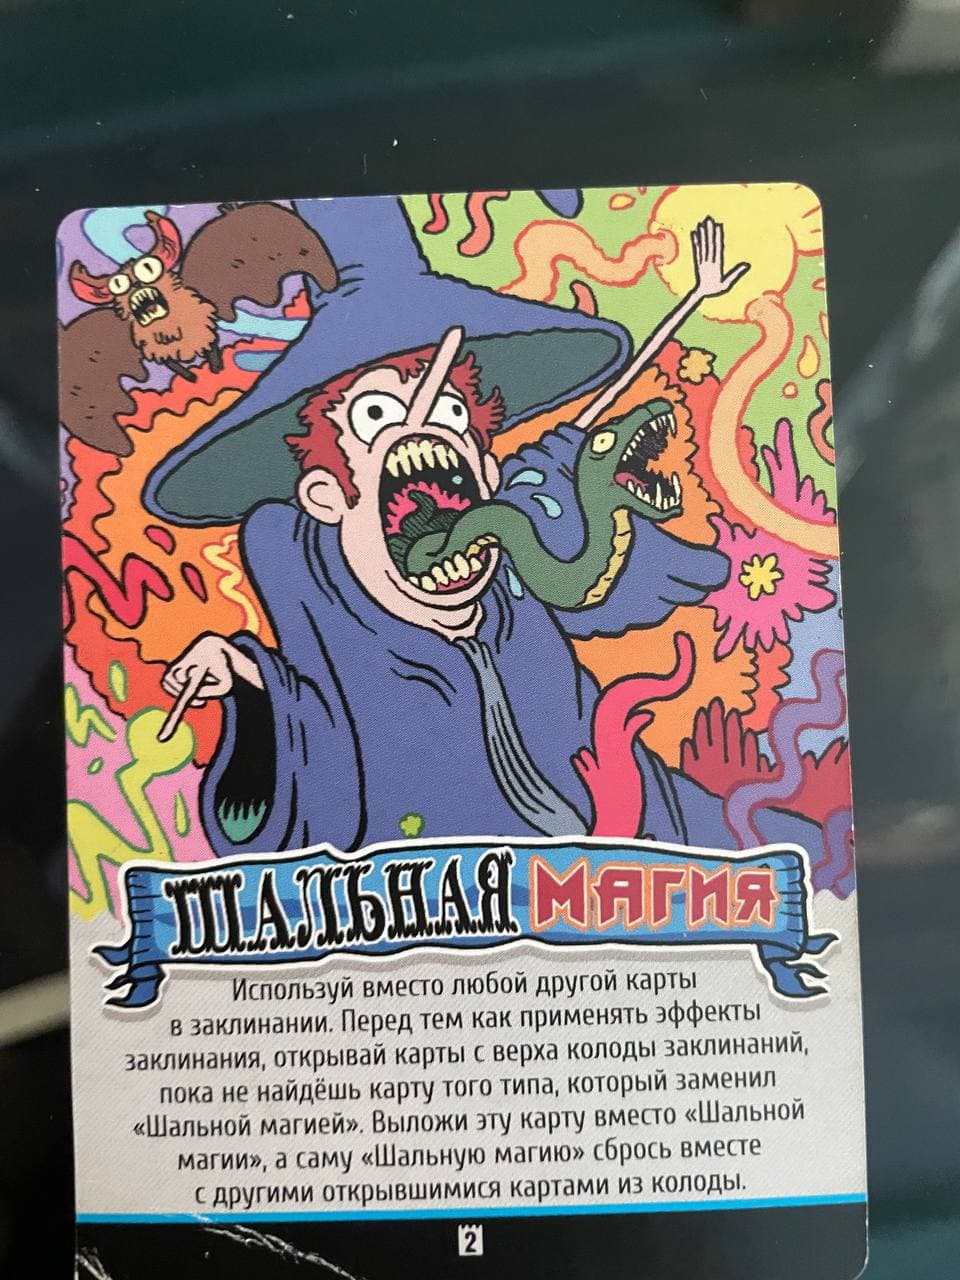 ШАЛЬНАЯ МАГИЯ
Используй вместо любой другой карты
в заклинании. Перед тем как применять эффекты
заклинания, открывай карты с верха колоды заклинаний,
пока не найдёшь карту того типа, который заменил
«Шальной магией». Выложи эту карту вместо «Шальной
магии», а саму «Шальную магию» сбрось вместе
с другими открывшимися картами из колоды.
2